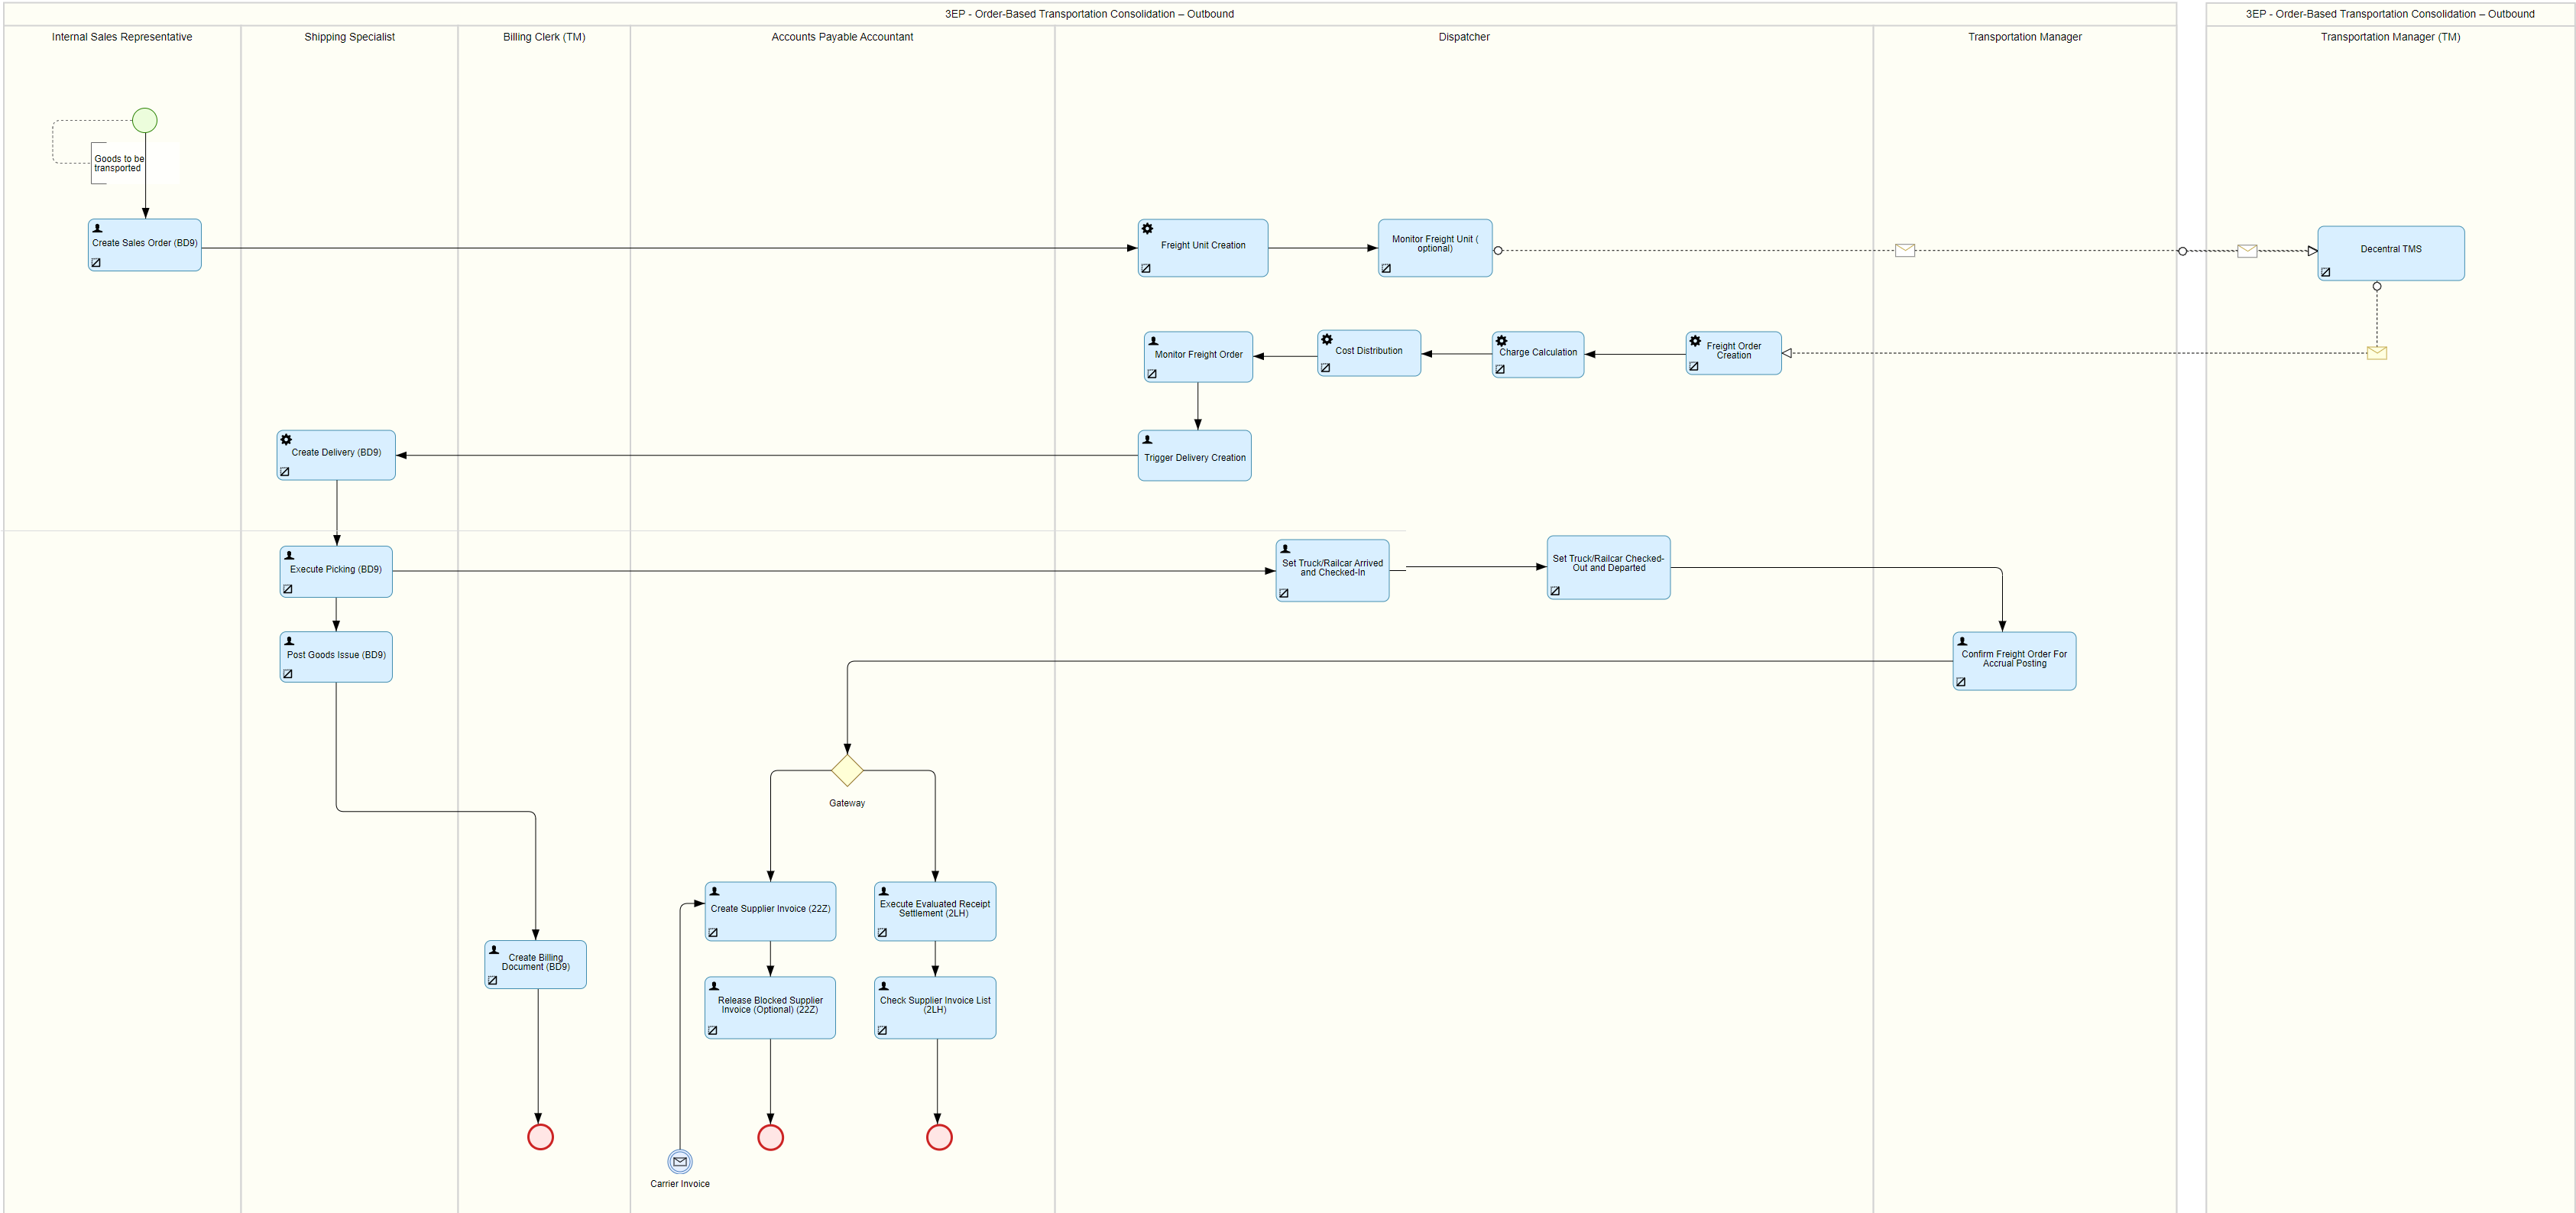 3EP - Order-Based Transportation Consolidation – Outbound
3EP - Order-Based Transportation Consolidation – Outbound
Internal Sales Representative
Shipping Specialist
Billing Clerk (TM)
Accounts Payable Accountant
Dispatcher
Transportation Manager
Transportation Manager (TM)
Goods to be
transported
Create Sales Order (BD9)
Freight Unit Creation
Monitor Freight Unit (
optional)
Decentral TMS
Monitor Freight Order
Cost Distribution
Charge Calculation
Freight Order
Creation
Create Delivery (BD9)
Trigger Delivery Creation
Execute Picking (BD9)
Set Truck/Railcar Arrived
and Checked-In
Set Truck/Railcar Checked-
Out and Departed
Post Goods Issue (BD9)
Confirm Freight Order For
Accrual Posting
Gateway
Create Supplier Invoice (22Z)
Execute Evaluated Receipt
Settlement (2LH)
Create Billing
Document (BD9)
Release Blocked Supplier
Invoice (Optional) (22Z)
Check Supplier Invoice List
(2LH)
Carrier Invoice